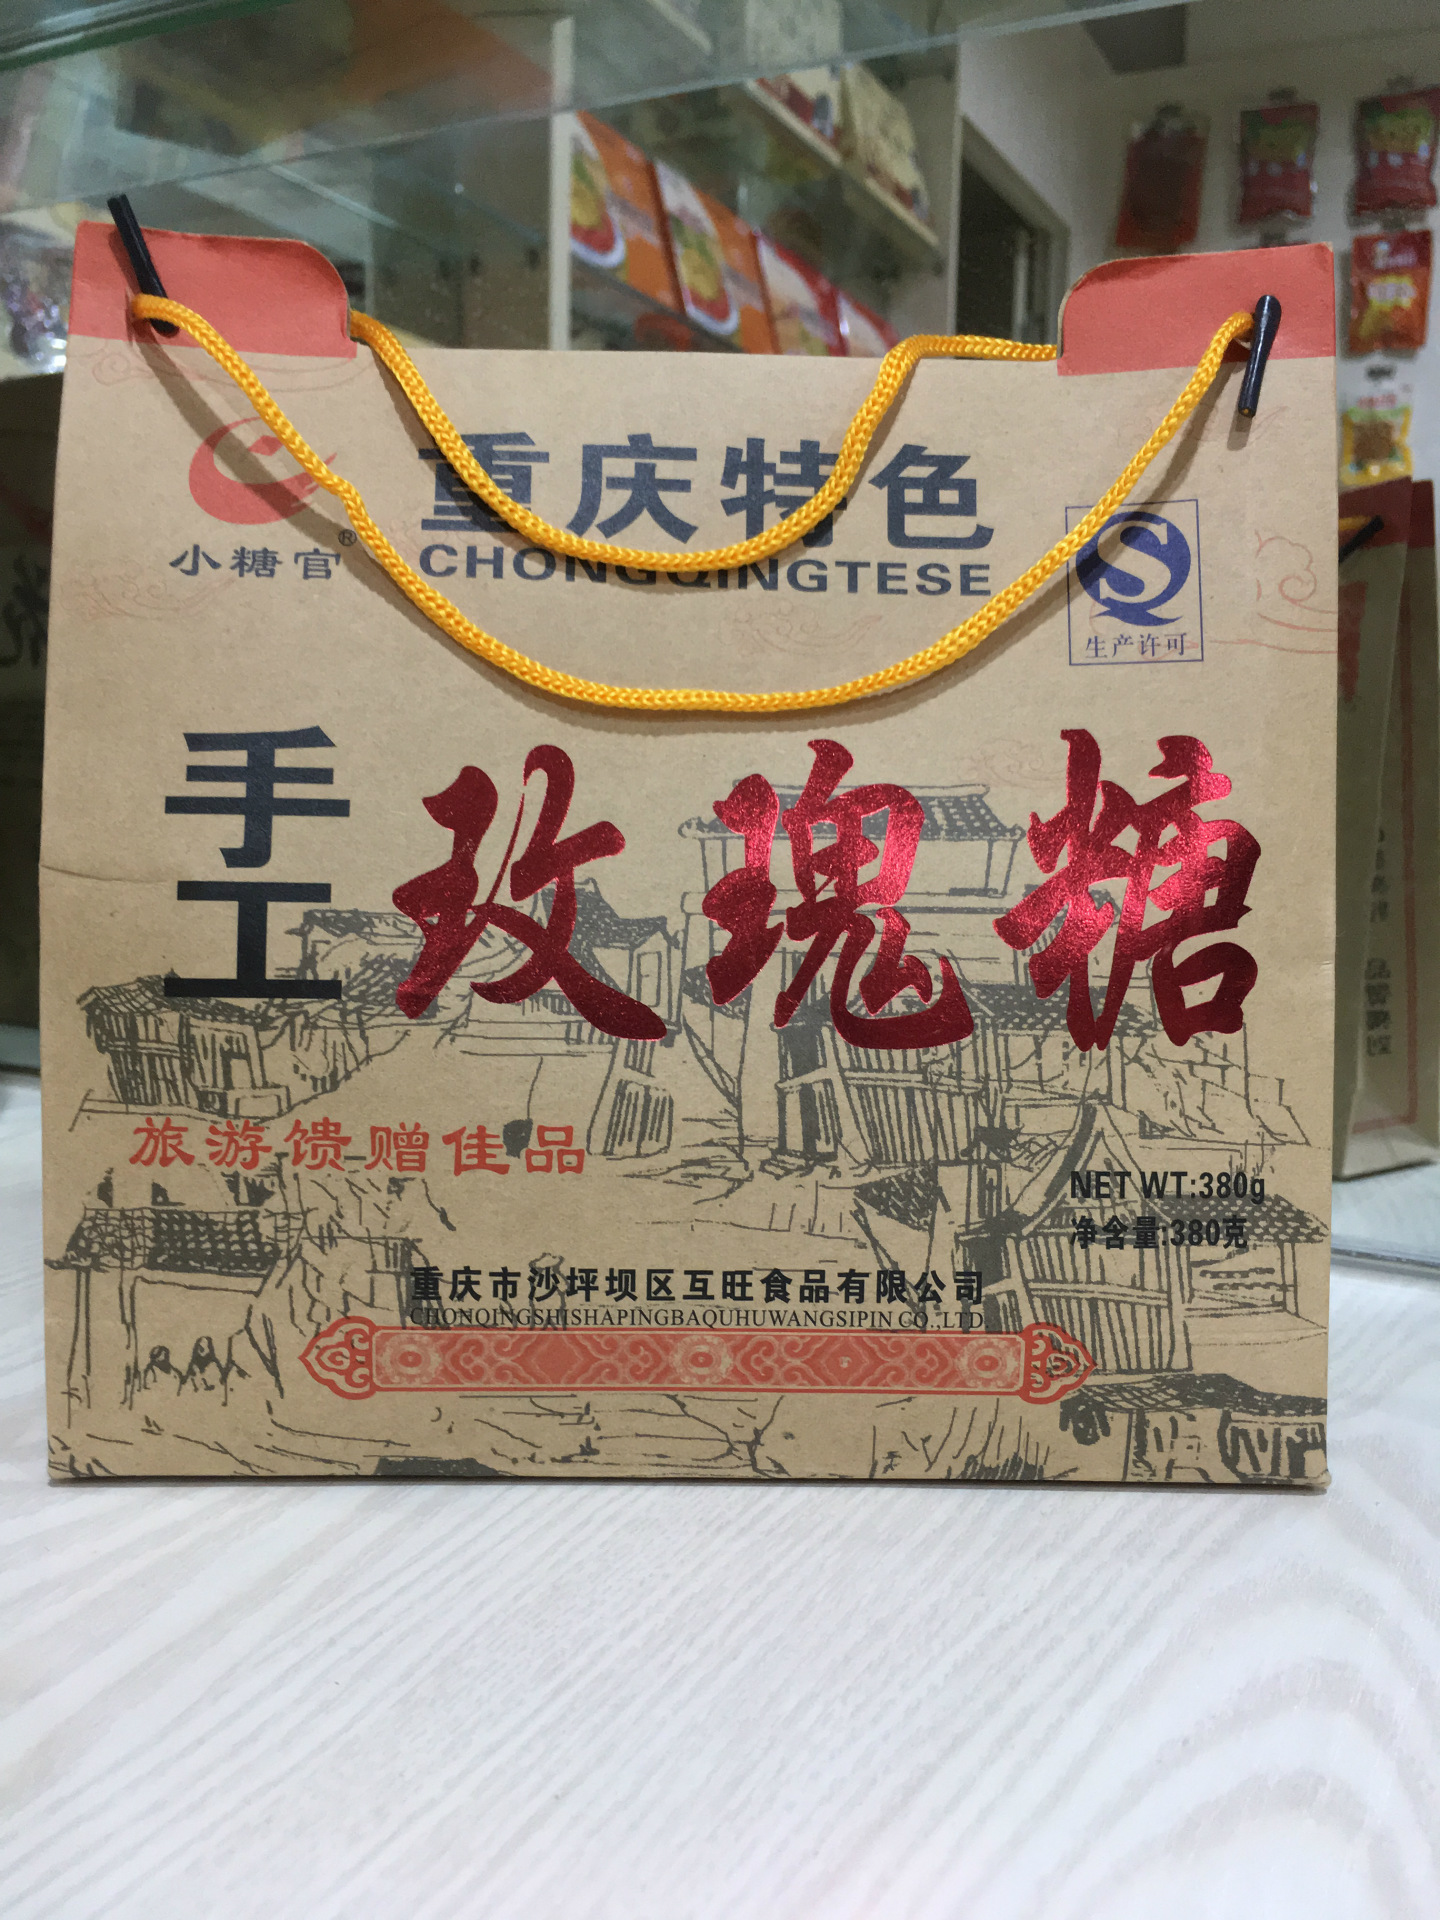 重庆特色
CHONGQINGTESE
小糖官®
QS
生产许可
手工
玫瑰糖
旅游馈赠佳品
NET WT:380g
净含量:380克
重庆市沙坪坝区互旺食品有限公司
CHONQINGSHISHAPINGBAQUHUWANGSIPIN CO.,LTD.